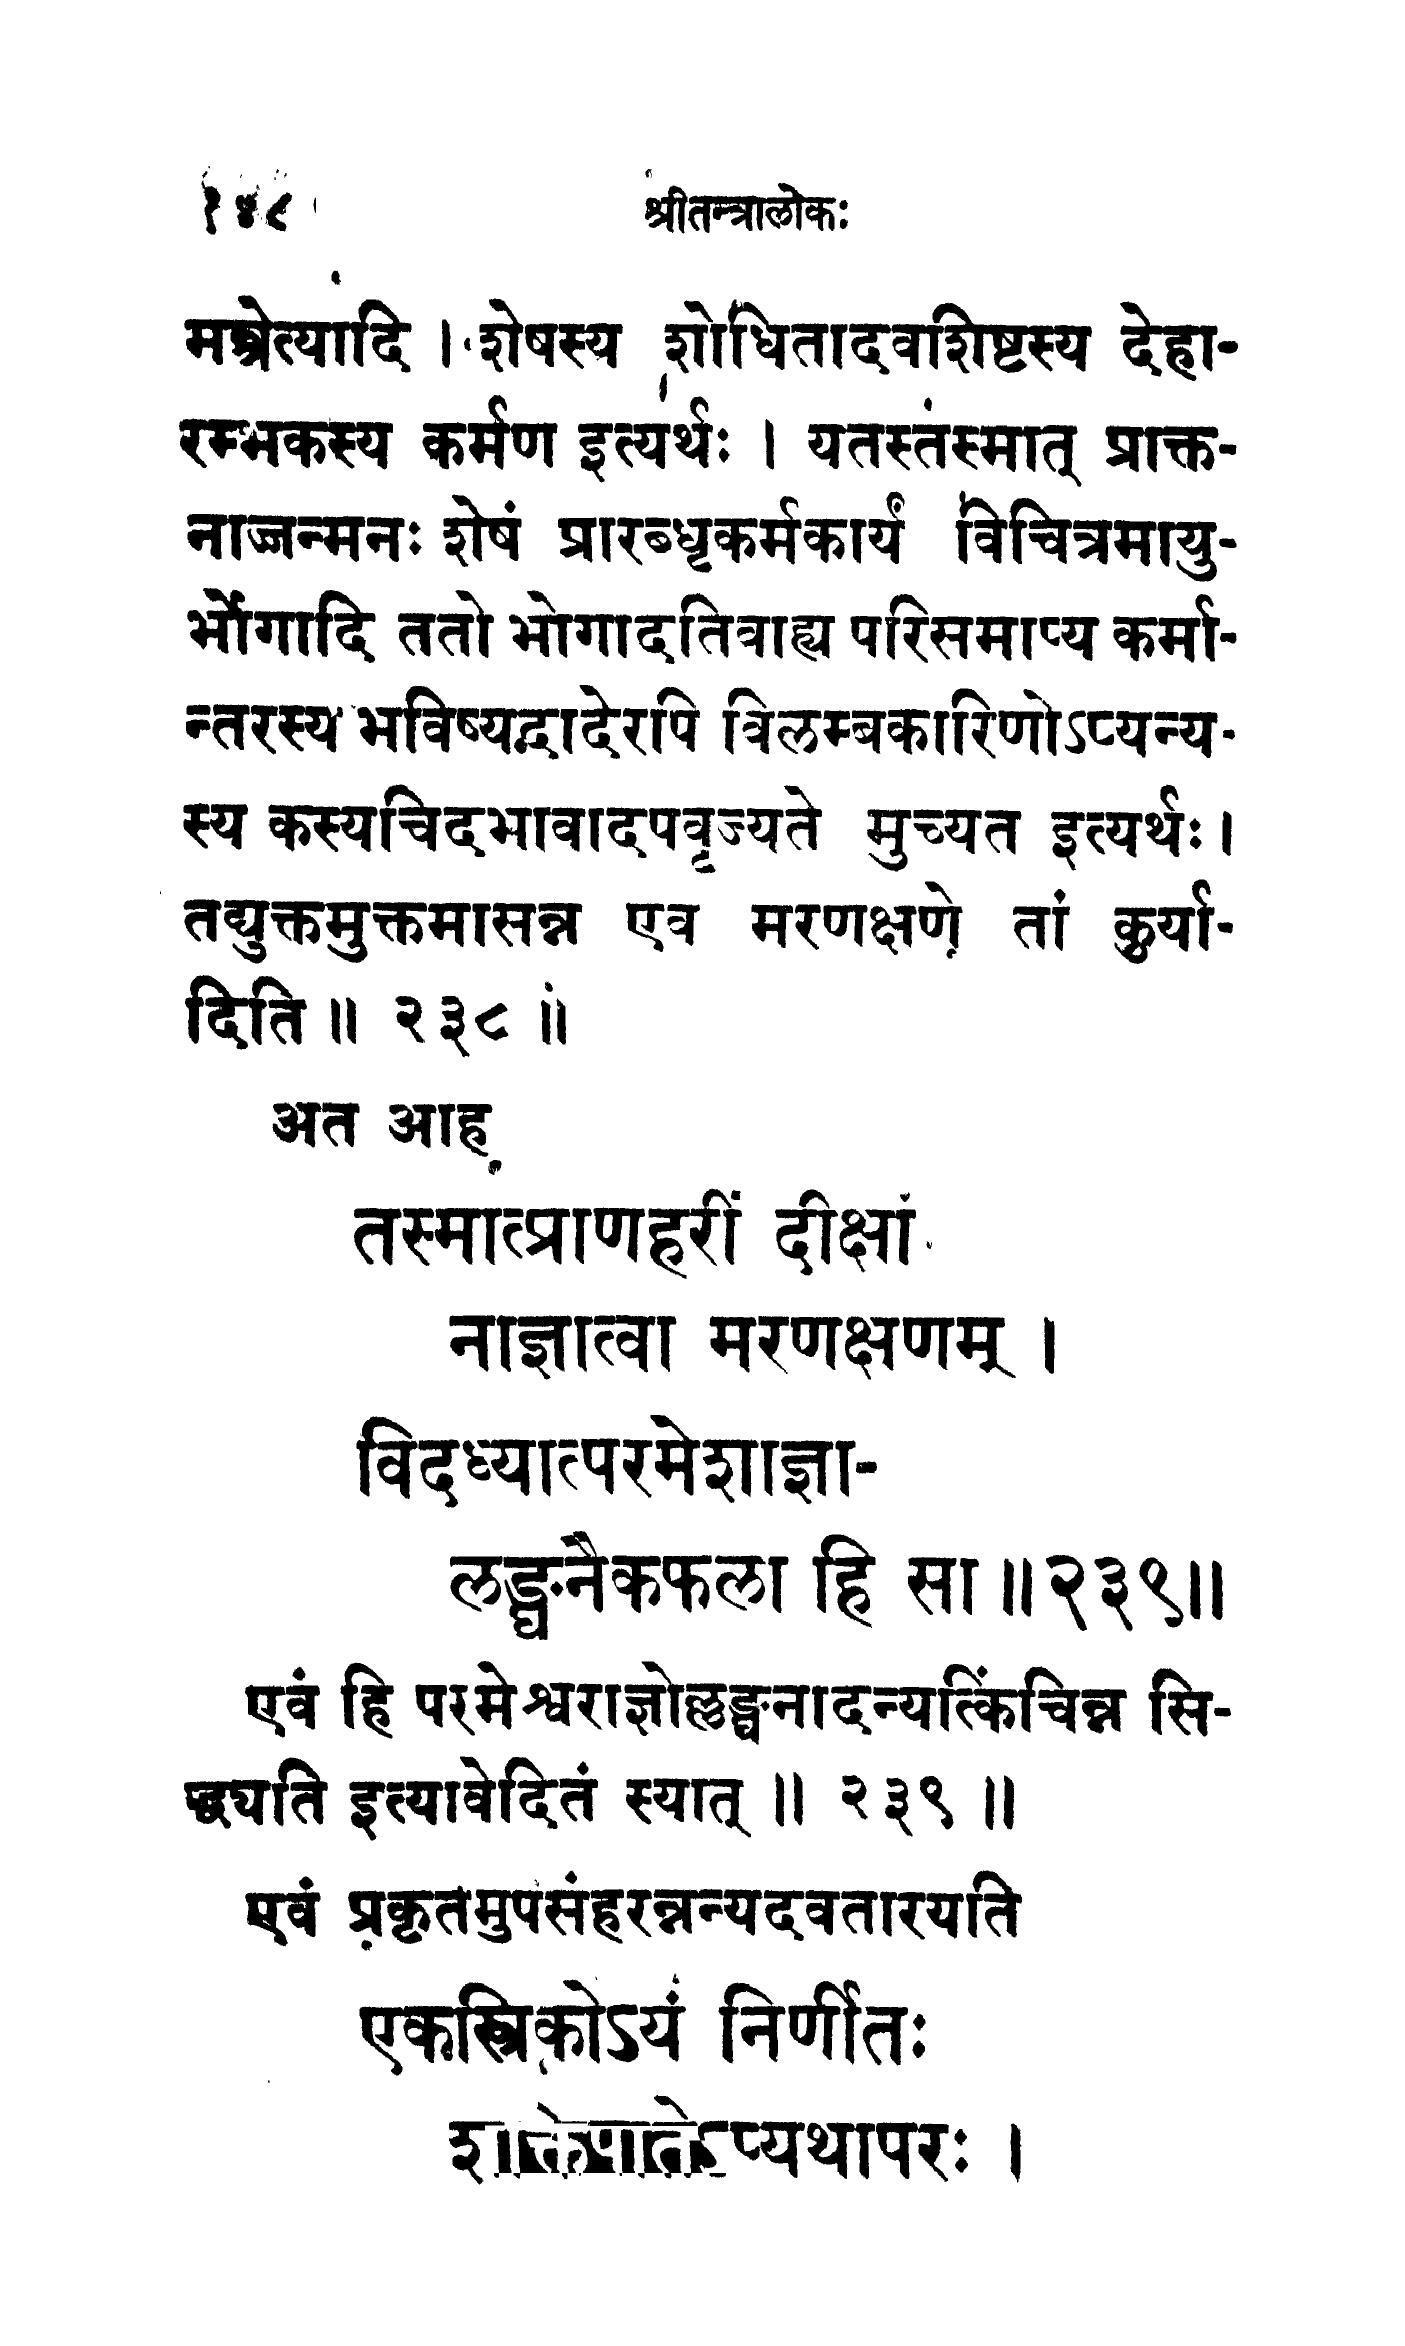 १४८ श्रीतन्त्रालोकः
मन्त्रेत्यादि । शेषस्य शोधितादवशिष्टस्य देहा-
रम्भकस्य कर्मण इत्यर्थः । यतस्तस्मात् प्राक्त-
नाज्जन्मनः शेषं प्रारब्धृकर्मकार्यं विचित्रमायु-
र्भोगादि ततो भोगादतिवाह्य परिसमाप्य कर्मा-
न्तरस्य भविष्यद्वादेरपि विलम्बकारिणोऽप्यन्य-
स्य कस्यचिदभावादपवृज्यते मुच्यत इत्यर्थः ।
तद्युक्तमुक्तमासन्न एव मरणक्षणे तां कुर्या-
दिति ॥ २३८ ॥
अत आह
तस्मात्प्राणहरीं दीक्षां
नाज्ञात्वा मरणक्षणम् ।
विदध्यात्परमेशाज्ञा-
लङ्घनैकफला हि सा ॥ २३९ ॥
एवं हि परमेश्वराज्ञोल्लङ्घनादन्यत्किंचिन्न सि-
द्ध्यति इत्यावेदितं स्यात् ॥ २३९ ॥
एवं प्रकृतमुपसंहरन्नन्यदवतारयति
एकस्त्रिकोऽयं निर्णीतः
शक्तिपातेऽप्यथापरः ।